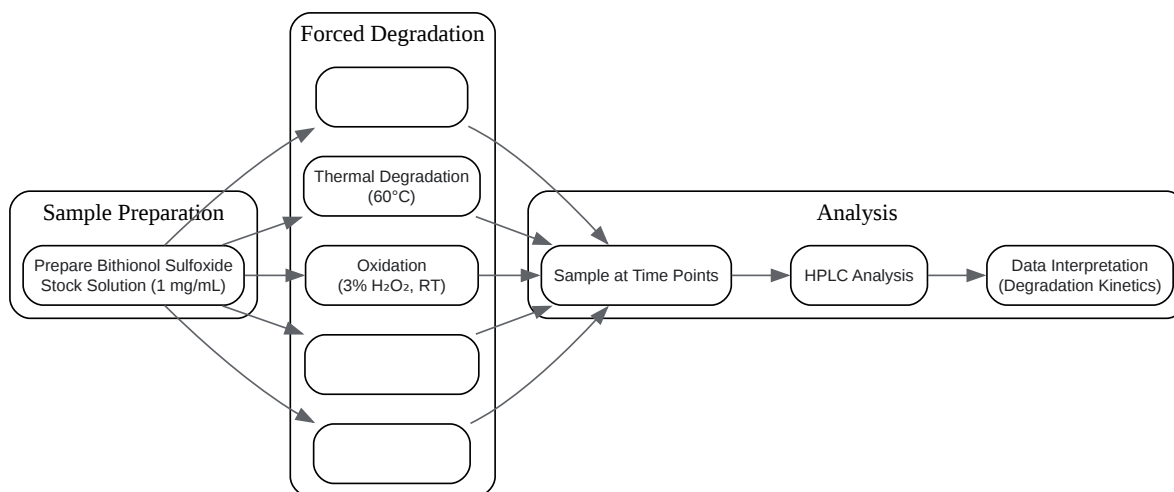 Forced Degradation
Thermal Degradation
(60°C)
Sample Preparation
Analysis
Prepare Bithionol Sulfoxide
Stock Solution (1 mg/mL)
Oxidation
(3% H₂O₂, RT)
Sample at Time Points
HPLC Analysis
Data Interpretation
(Degradation Kinetics)